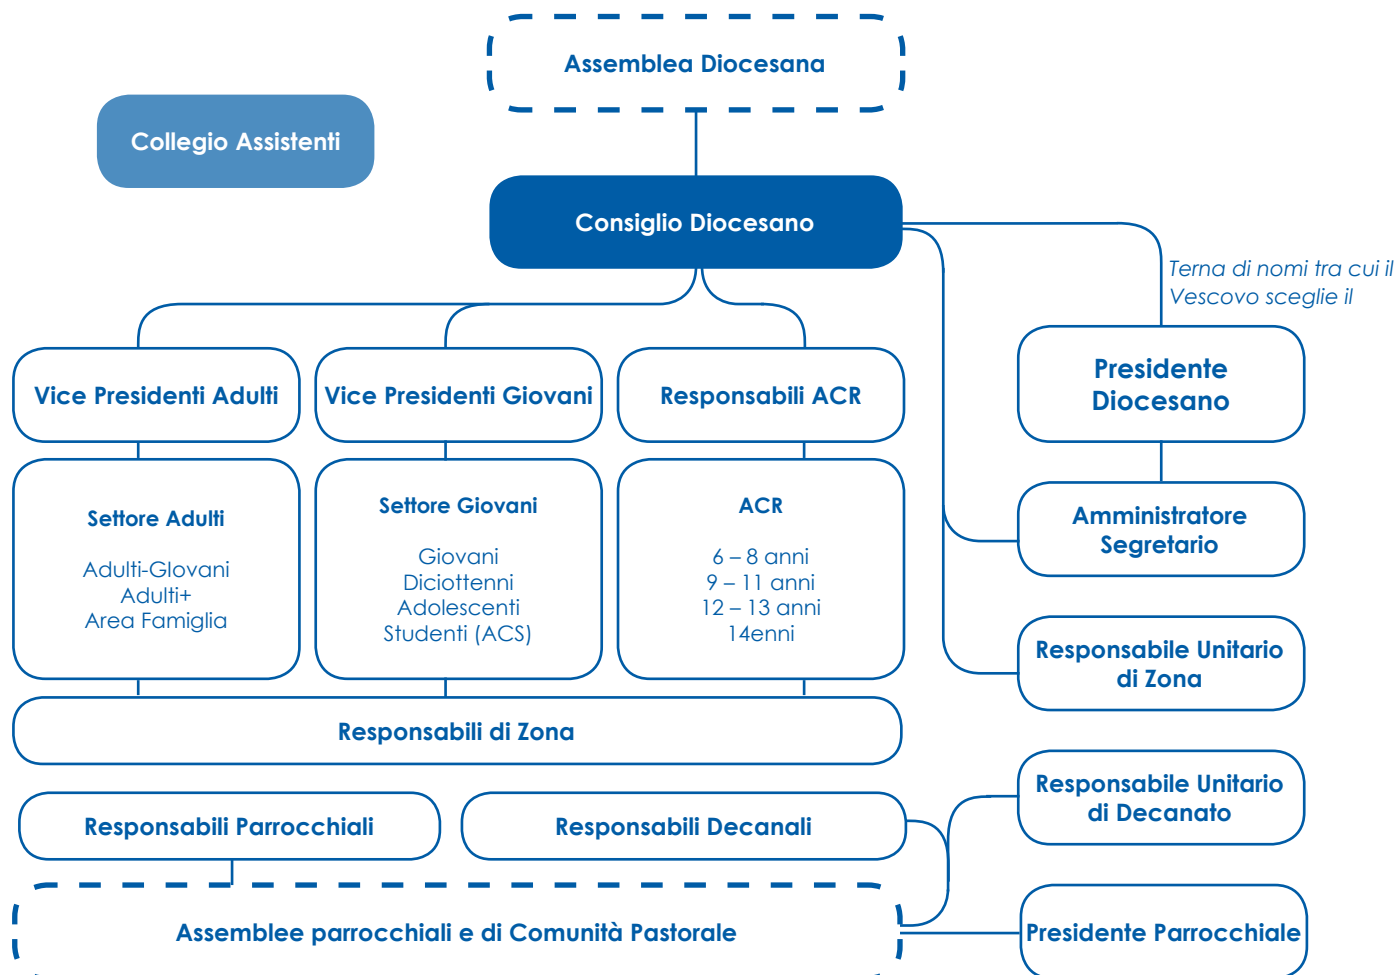 Assemblea Diocesana
Collegio Assistenti
Consiglio Diocesano
Terna di nomi tra cui il
Vescovo sceglie il
Vice Presidenti Adulti
Vice Presidenti Giovani
Responsabili ACR
Presidente
Diocesano
Settore Adulti
Adulti-GIovani
Adulti+
Area Famiglia
Settore Giovani
Giovani
Diciottenni
Adolescenti
Studenti (ACS)
ACR
6 – 8 anni
9 – 11 anni
12 – 13 anni
14enni
Amministratore
Segretario
Responsabile Unitario
di Zona
Responsabili di Zona
Responsabile Unitario
di Decanato
Responsabili Parrocchiali
Responsabili Decanali
Assemblee parrocchiali e di Comunità Pastorale
Presidente Parrocchiale